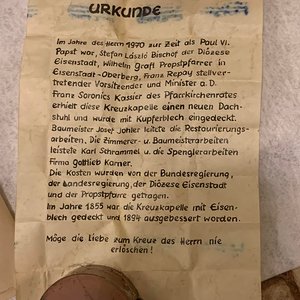 URKUNDE
Im Jahre des Herrn 1970 zur Zeit als Paul VI.
Papst war, Stefan László Bischof der Diözese
Eisenstadt, Wilhelm Grafl Propstpfarrer in
Eisenstadt-Oberberg, Franz Repay stellver-
tretender Vorsitzender und Minister a.D.
Franz Soronics Kassier des Pfarrkirchenrates
erhielt diese Kreuzkapelle einen neuen Dach-
stuhl und wurde mit Kupferblech eingedeckt.
Baumeister Josef Johler leitete die Restaurierungs-
arbeiten. Die Zimmerer- u. Baumeisterarbeiten
leistete Karl Schrammel u. die Spenglerarbeiten
Firma Gottlieb Karner.
Die Kosten wurden von der Bundesregierung,
der Landesregierung, der Diözese Eisenstadt
und der Propstpfarre getragen.
Im Jahre 1855 war die Kreuzkapelle mit Eisen-
blech gedeckt und 1894 ausgebessert worden.
Möge die Liebe zum Kreuze des Herrn nie
erlöschen!